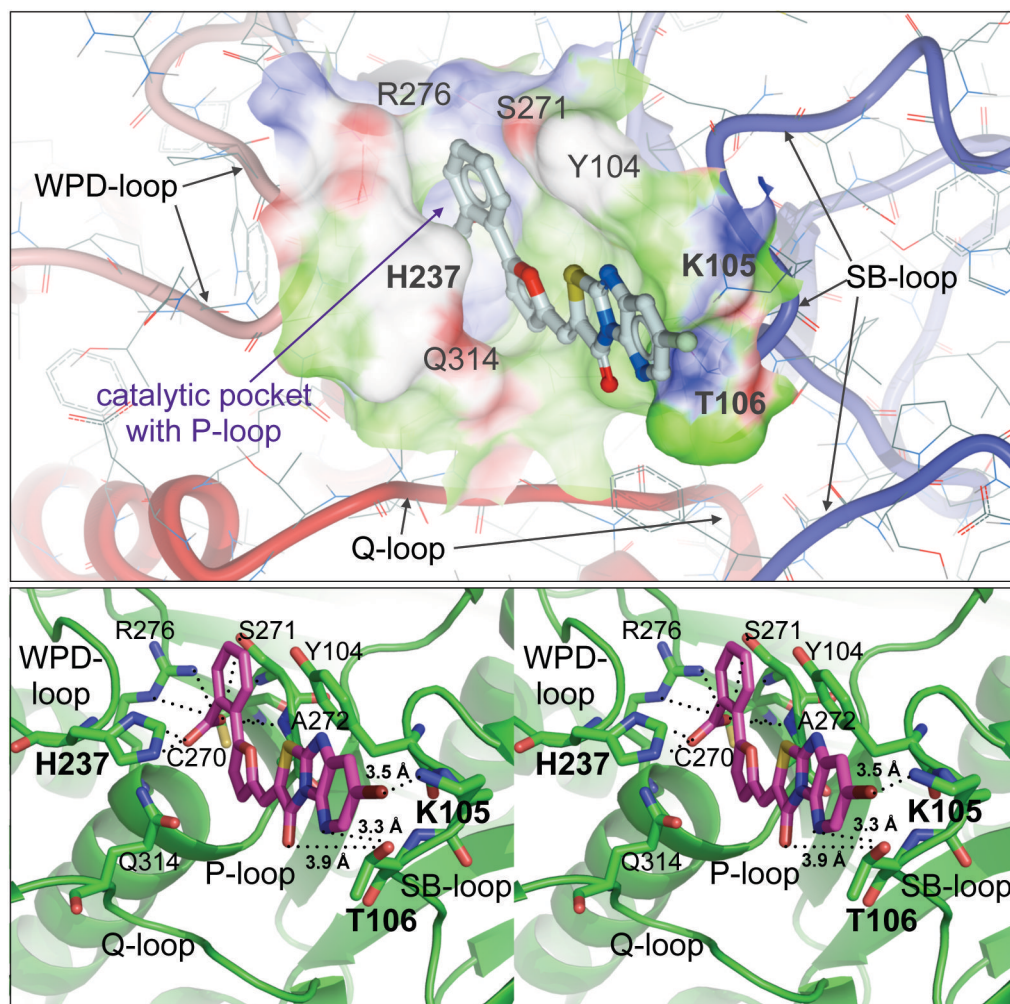 R276
S271
Y104
WPD-loop
H237
K105
SB-loop
Q314
T106
catalytic pocket
with P-loop
Q-loop
R276
S271
WPD-
loop
Y104
A272
C270
H237
3.5 Å
K105
3.3 Å
Q314
3.9 Å
P-loop
SB-loop
T106
Q-loop
R276
S271
WPD-
loop
Y104
A272
C270
H237
3.5 Å
K105
3.3 Å
Q314
3.9 Å
P-loop
SB-loop
T106
Q-loop